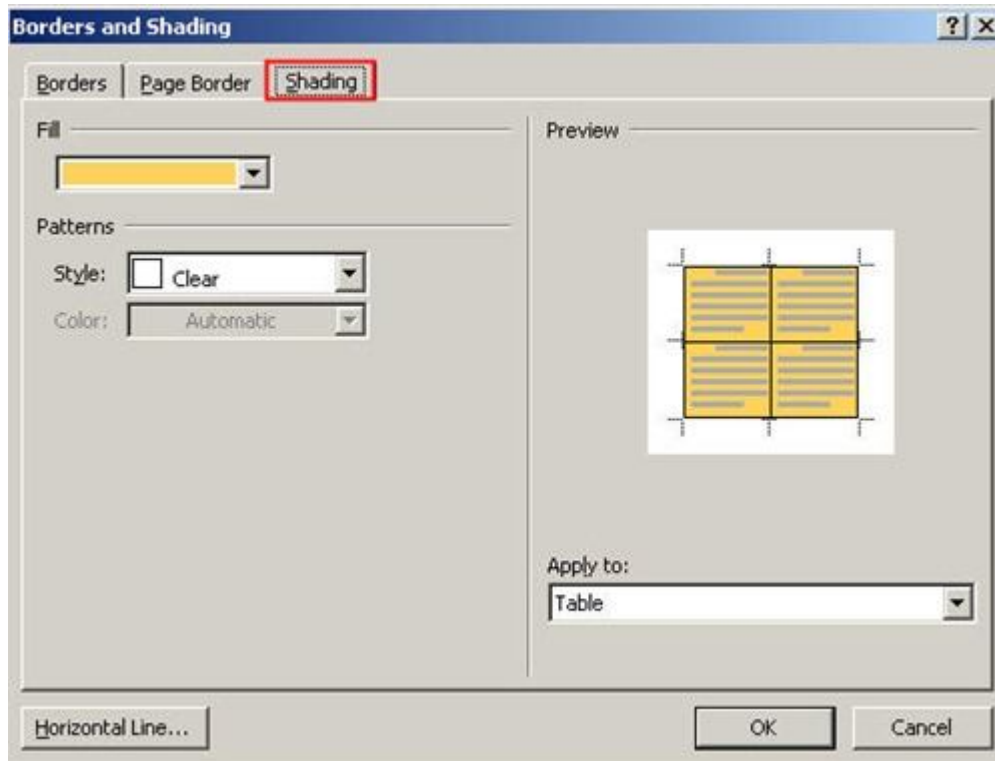 Borders and Shading
Borders
Page Border
Shading
Fill
Patterns
Style:
Clear
Color:
Automatic
Preview
Apply to:
Table
Horizontal Line...
OK
Cancel